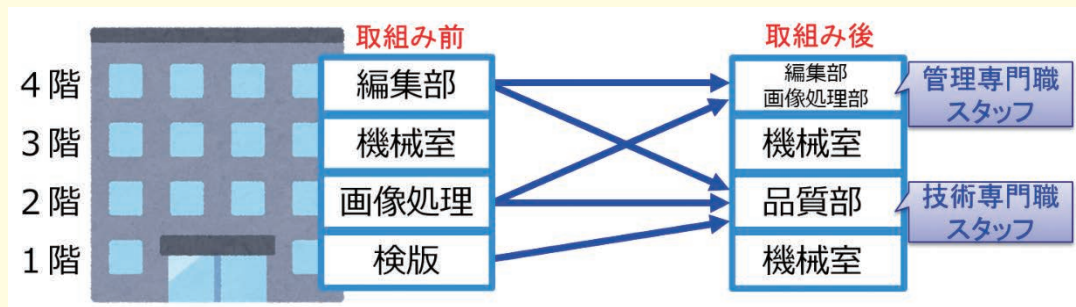 取組み前
取組み後
4階
編集部
編集部
画像処理部
管理専門職
スタッフ
3階
機械室
機械室
2階
画像処理
品質部
技術専門職
スタッフ
1階
検版
機械室